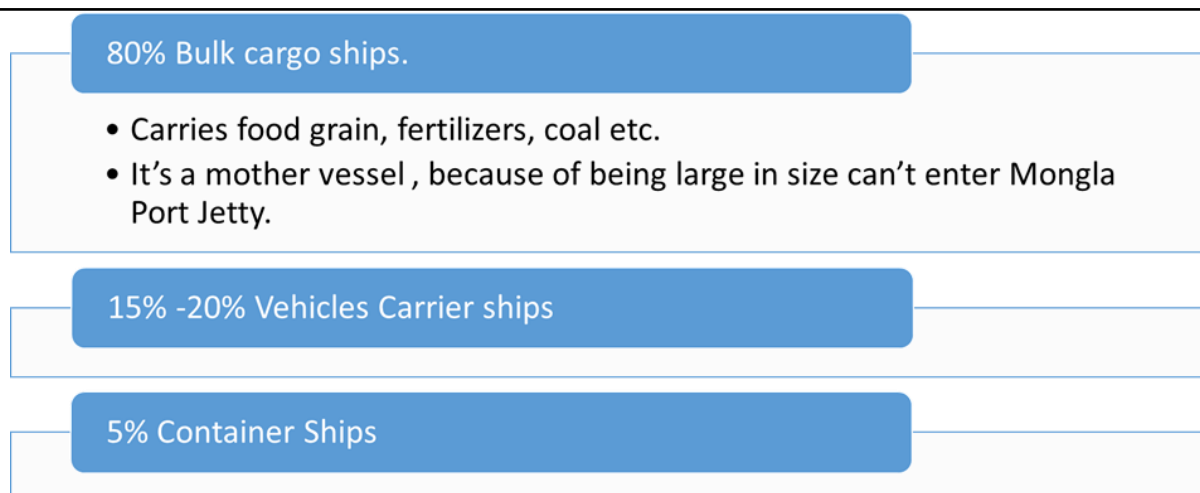 80% Bulk cargo ships.
• Carries food grain, fertilizers, coal etc.
• It’s a mother vessel , because of being large in size can’t enter Mongla
Port Jetty.
15% -20% Vehicles Carrier ships
5% Container Ships